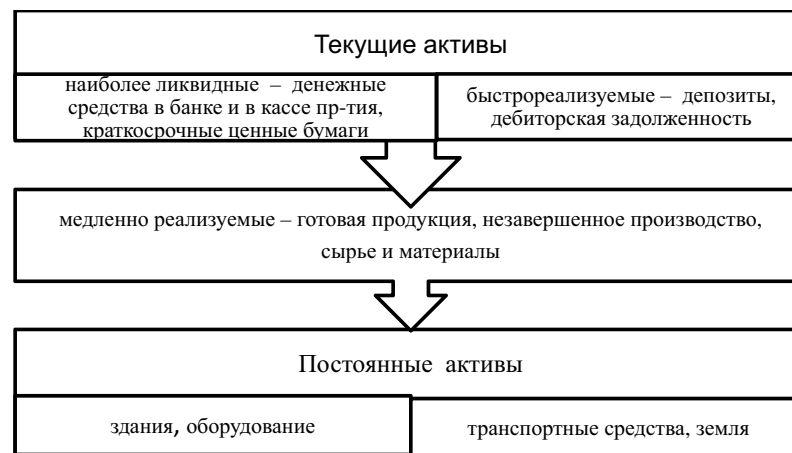 Текущие активы
наиболее ликвидные – денежные
средства в банке и в кассе пр-тия,
краткосрочные ценные бумаги
быстрореализуемые – депозиты,
дебиторская задолженность
медленно реализуемые – готовая продукция, незавершенное производство,
сырье и материалы
Постоянные активы
здания, оборудование
транспортные средства, земля